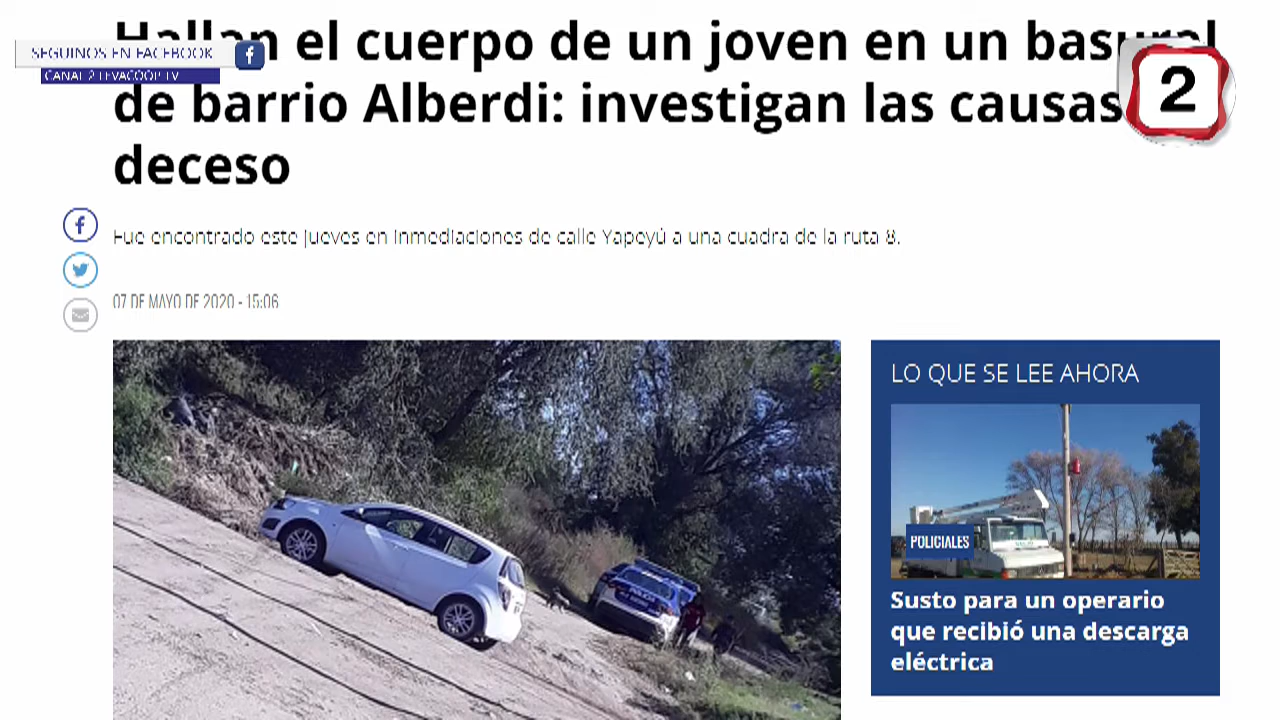 Hallan el cuerpo de un joven en un basural
SEGUINOS EN FACEBOOK
CANAL 2 LEVACOOP TV
2
de barrio Alberdi: investigan las causas
deceso
Fue encontrado este jueves en inmediaciones de calle Yapeyú a una cuadra de la ruta 8.
07 DE MAYO DE 2020 - 15:06
LO QUE SE LEE AHORA
POLICIA
POLICIALES
Susto para un operario
que recibió una descarga
eléctrica